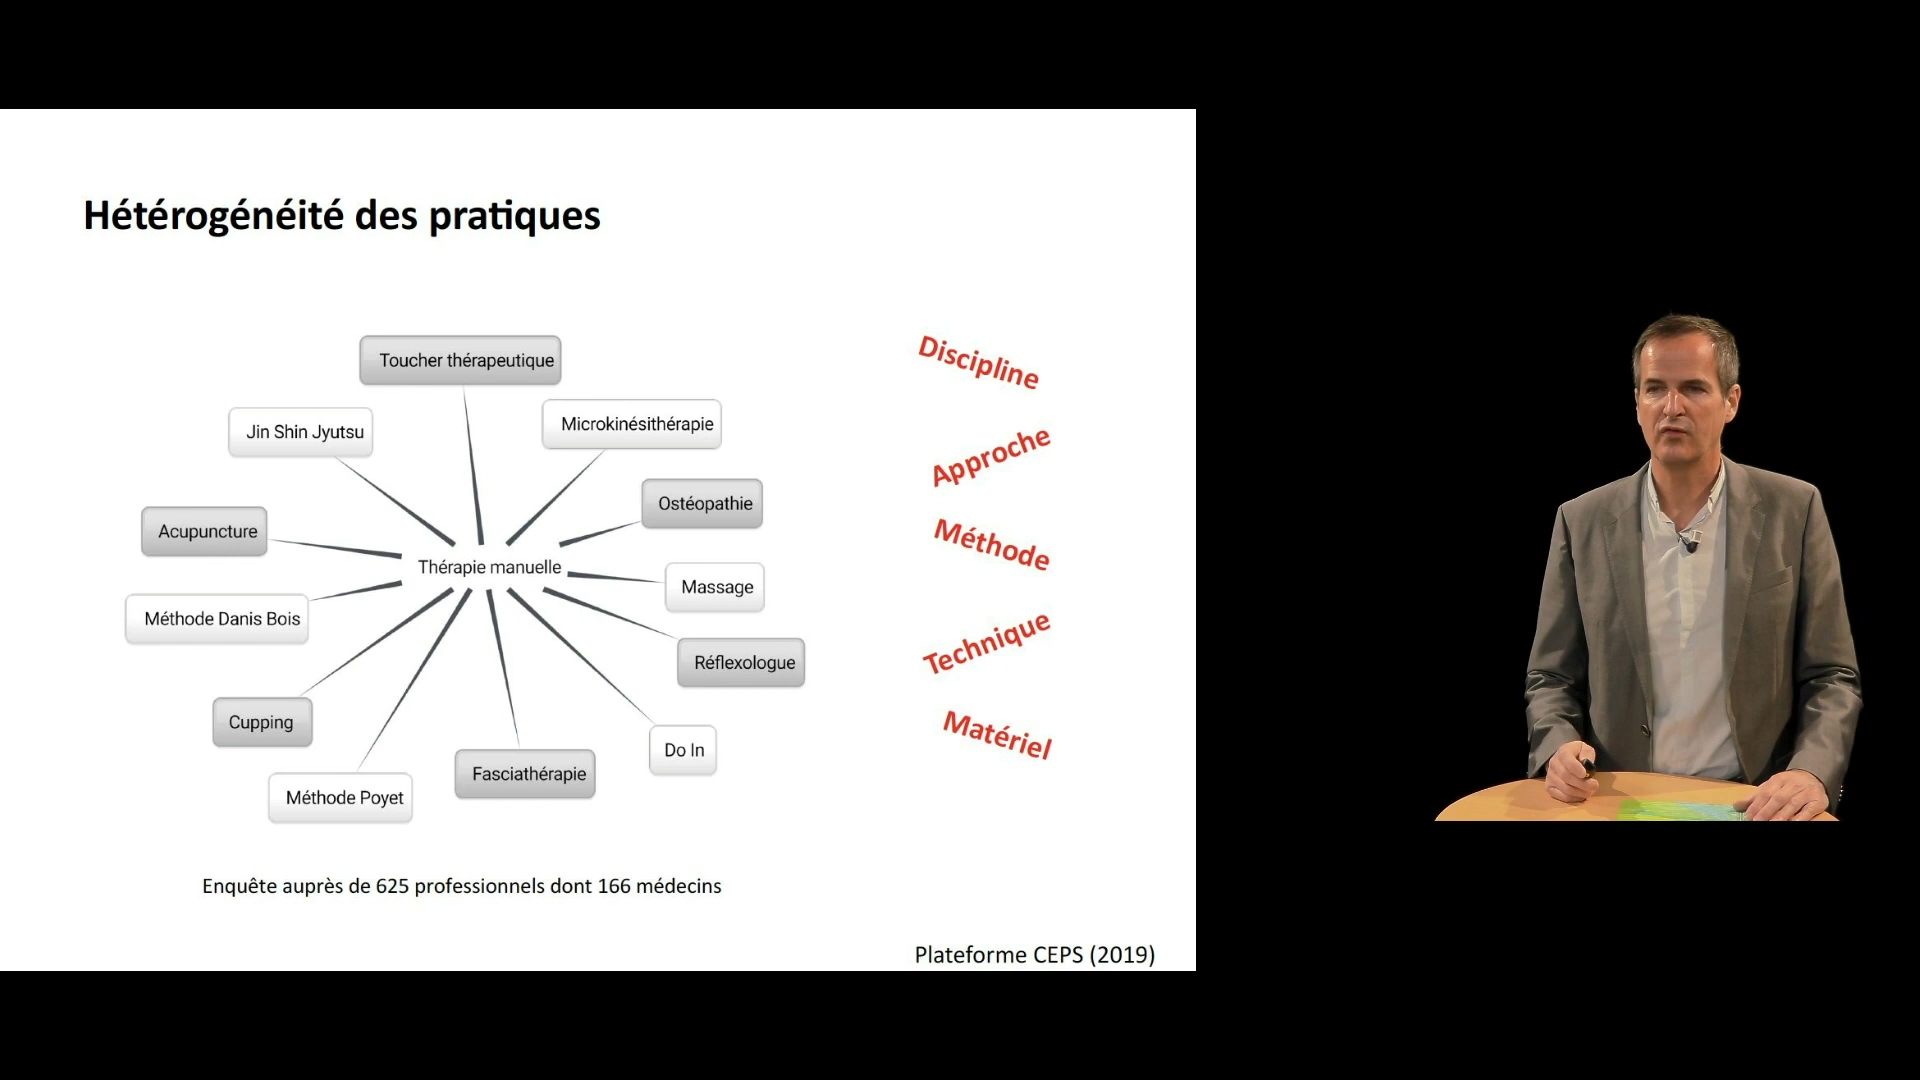 Hétérogénéité des pratiques
Toucher thérapeutique
Jin Shin Jyutsu
Microkinésithérapie
Ostéopathie
Acupuncture
Thérapie manuelle
Massage
Méthode Danis Bois
Réflexologue
Cupping
Do In
Fasciathérapie
Méthode Poyet
Discipline
Approche
Méthode
Technique
Matériel
Enquête auprès de 625 professionnels dont 166 médecins
Plateforme CEPS (2019)